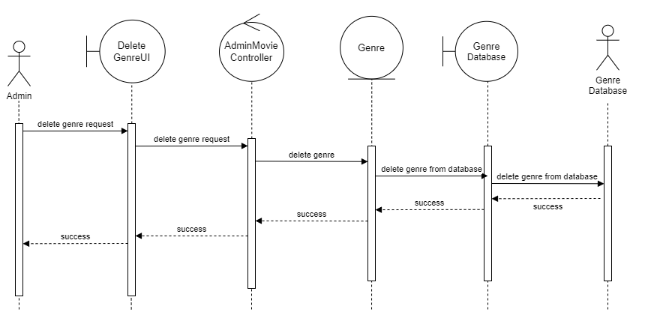 Delete
GenreUI
AdminMovie
Controller
Genre
Genre
Database
Admin
Genre
Database
delete genre request
delete genre request
delete genre
delete genre from database
delete genre from database
success
success
success
success
success